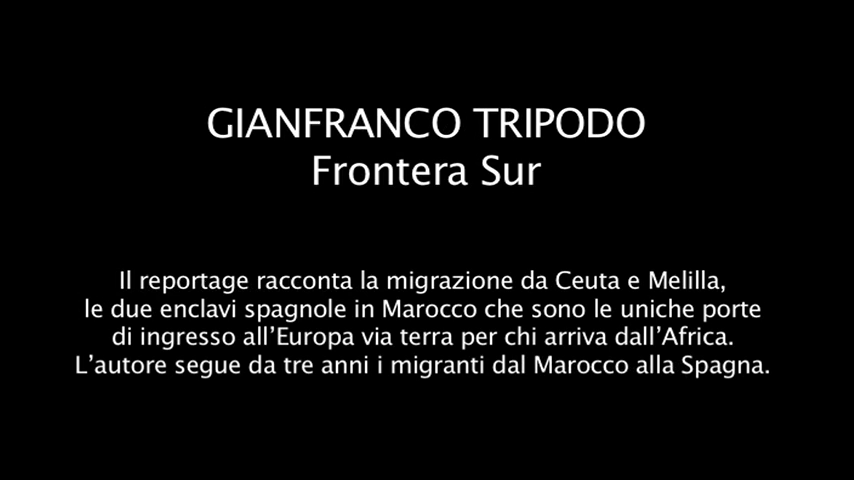 GIANFRANCO TRIPODO
Frontera Sur
Il reportage racconta la migrazione da Ceuta e Melilla,
le due enclavi spagnole in Marocco che sono le uniche porte
di ingresso all’Europa via terra per chi arriva dall’Africa.
L’autore segue da tre anni i migranti dal Marocco alla Spagna.